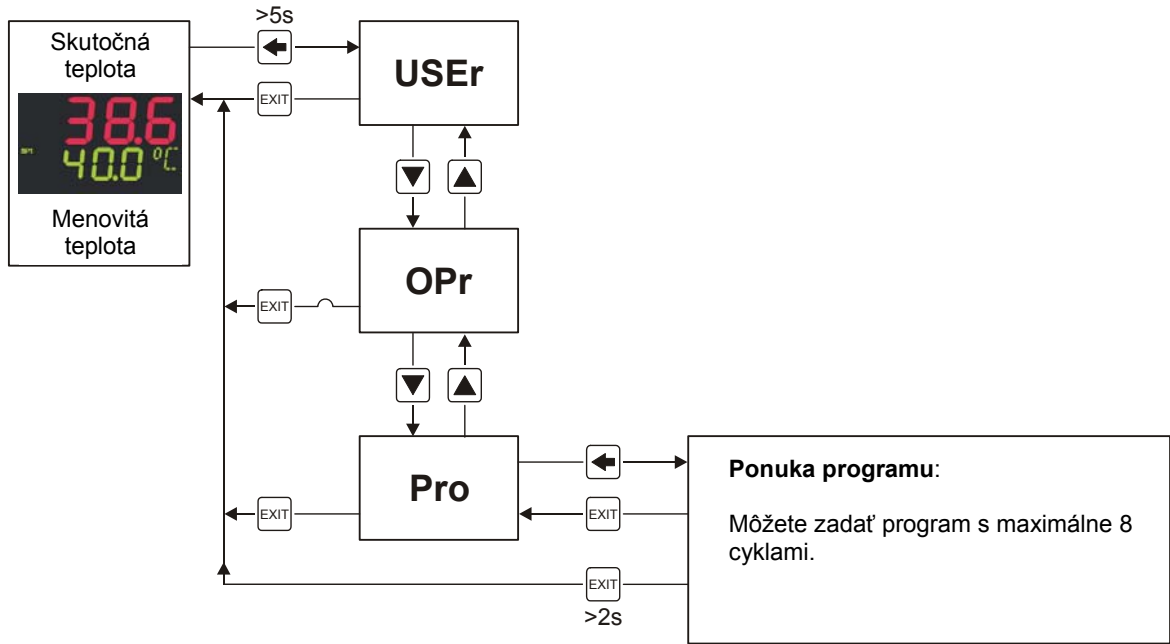 >5s
Skutočná
teplota
38.6
40.0 °C
Menovitá
teplota
USEr
EXIT
OPr
EXIT
Pro
EXIT
EXIT
EXIT
>2s
Ponuka programu:
Môžete zadať program s maximálne 8
cyklami.